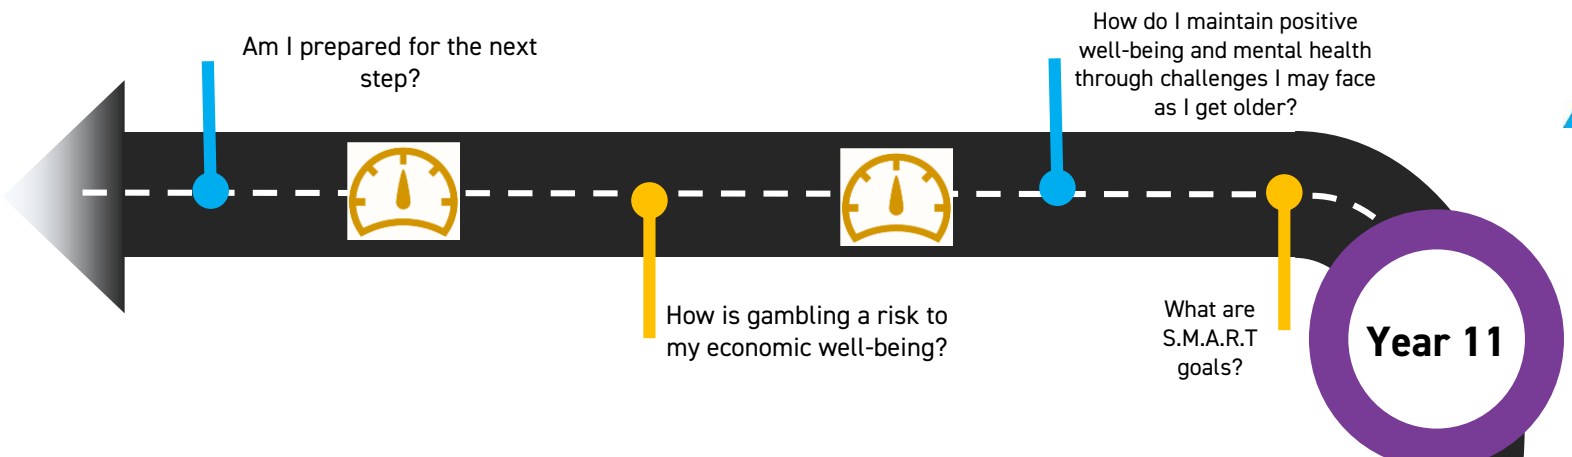 Am I prepared for the next
step?
How do I maintain positive
well-being and mental health
through challenges I may face
as I get older?
How is gambling a risk to
my economic well-being?
What are
S.M.A.R.T
goals?
Year 11